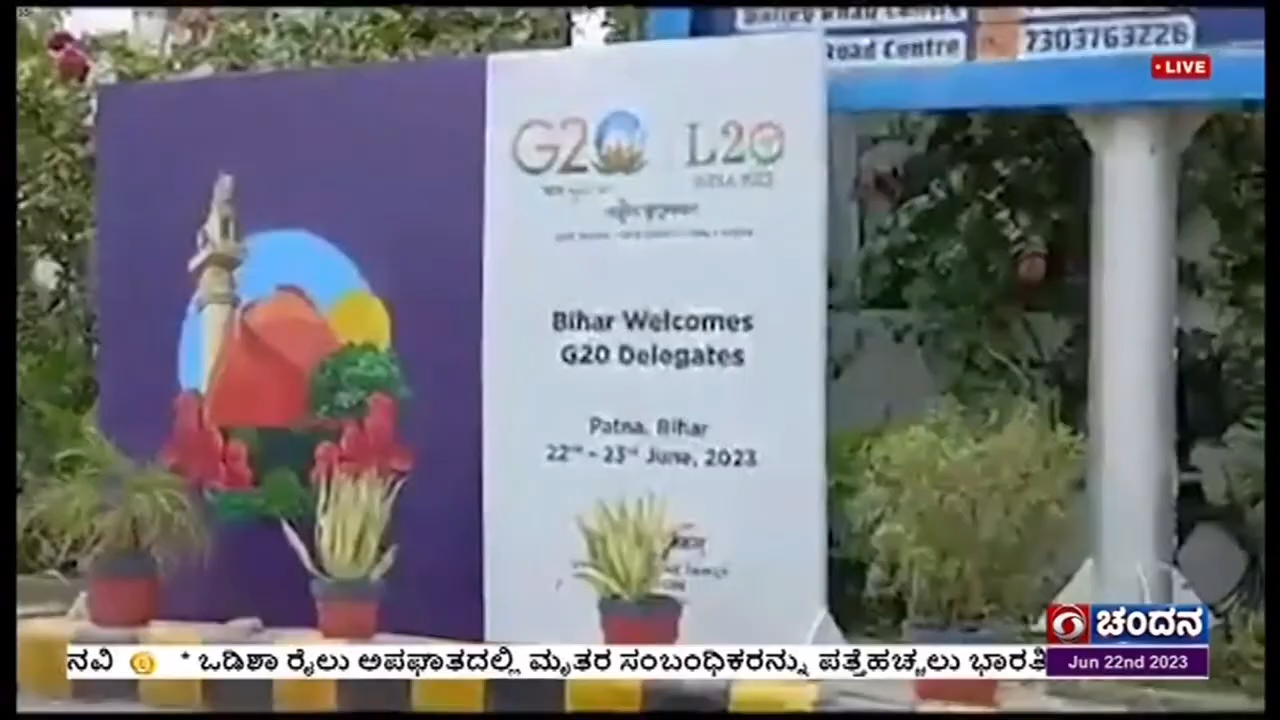 Road Centre
7303763226
LIVE
G20
L20
Bihar Welcomes
G20 Delegates
Patna, Bihar
22nd - 23rd June, 2023
ಚಂದನ
ನವಿ * ಒಡಿಶಾ ರೈಲು ಅಪಘಾತದಲ್ಲಿ ಮೃತರ ಸಂಬಂಧಿಕರನ್ನು ಪತ್ತೆಹಚ್ಚಲು ಭಾರತಿ
Jun 22nd 2023